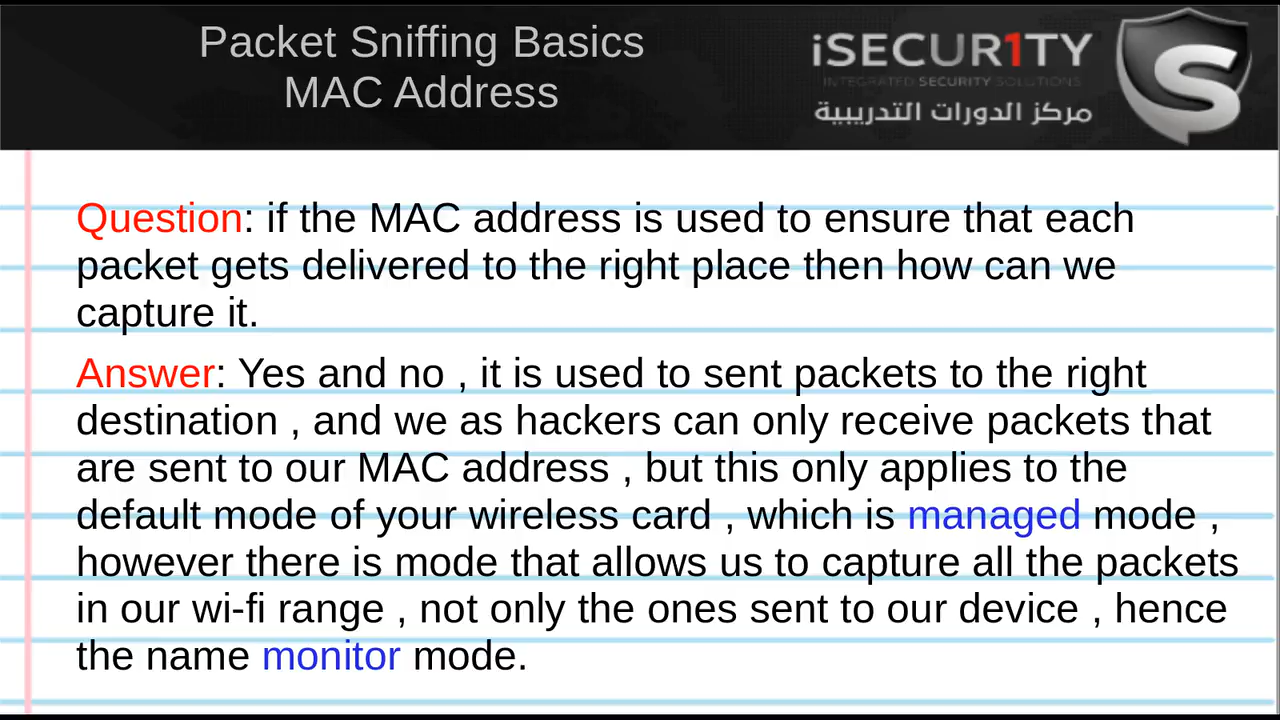 Packet Sniffing Basics
MAC Address
iSECUR1TY
INTEGRATED SECURITY SOLUTIONS
مركز الدورات التدريبية
S
Question: if the MAC address is used to ensure that each
packet gets delivered to the right place then how can we
capture it.
Answer: Yes and no , it is used to sent packets to the right
destination , and we as hackers can only receive packets that
are sent to our MAC address , but this only applies to the
default mode of your wireless card , which is managed mode ,
however there is mode that allows us to capture all the packets
in our wi-fi range , not only the ones sent to our device , hence
the name monitor mode.